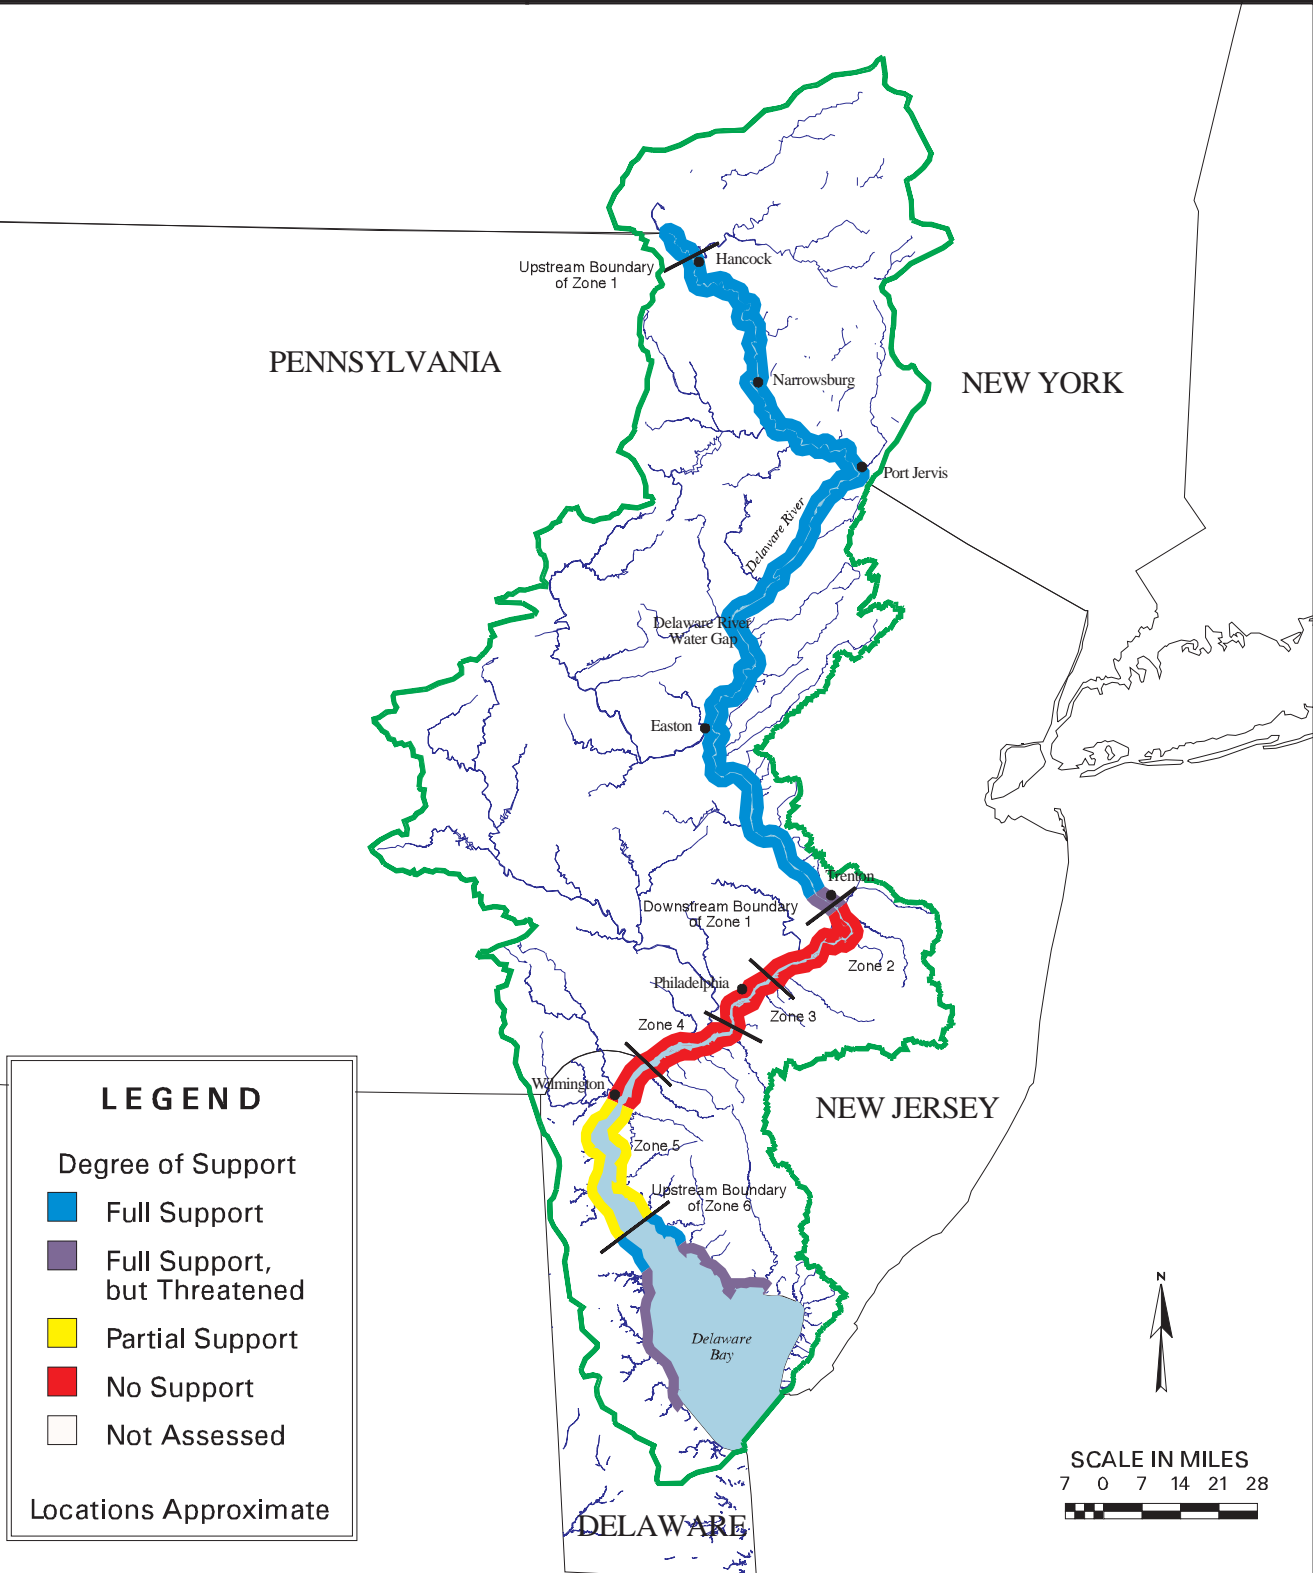 Hancock
Upstream Boundary
of Zone 1
PENNSYLVANIA
Narrowsburg
NEW YORK
Port Jervis
Delaware River
Delaware River
Water Gap
Easton
Trenton
Downstream Boundary
of Zone 1
Zone 2
Philadelphia
Zone 3
Zone 4
Wilmington
NEW JERSEY
Zone 5
Upstream Boundary
of Zone 6
Delaware
Bay
DELAWARE
LEGEND
Degree of Support
Full Support
Full Support,
but Threatened
Partial Support
No Support
Not Assessed
Locations Approximate
N
SCALE IN MILES
7 0 7 14 21 28